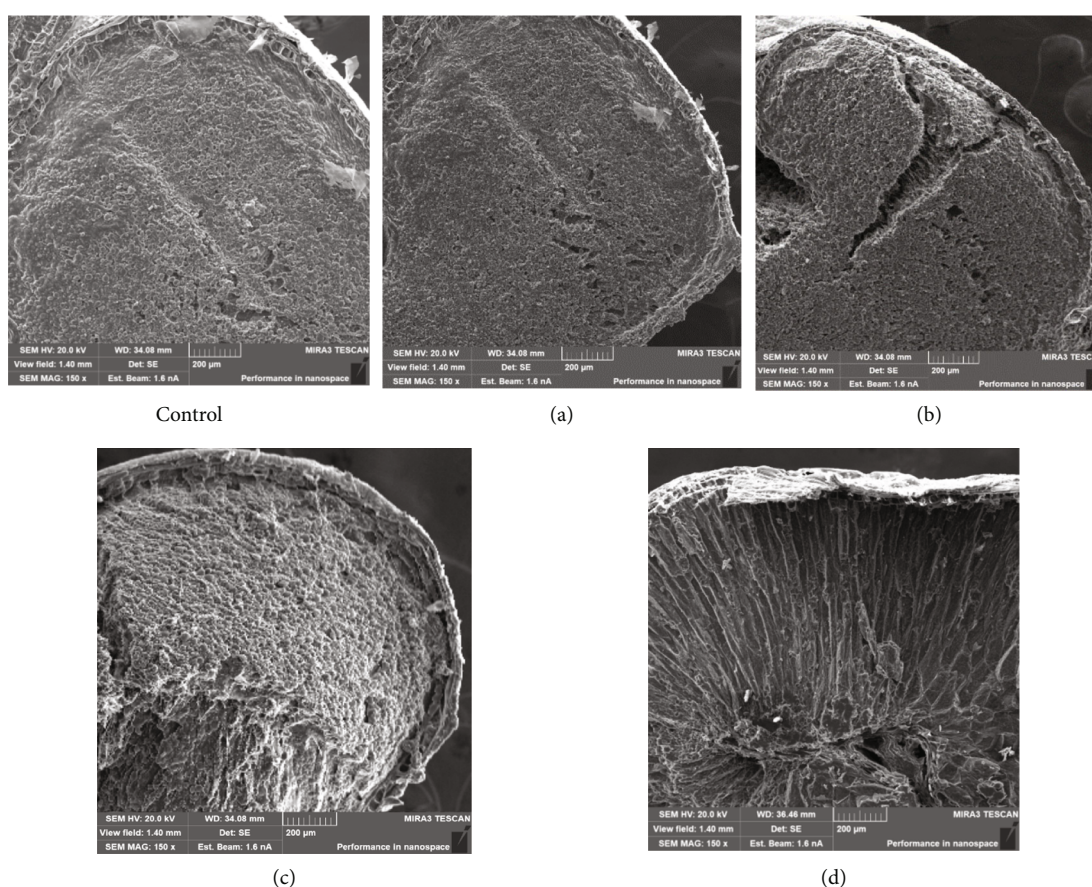 SEM HV: 20.0 kV WD: 34.08 mm MIRA3 TESCAN
View field: 1.40 mm Det: SE 200 µm
SEM MAG: 150 x Est. Beam: 1.6 nA Performance in nanospace
Control
SEM HV: 20.0 kV WD: 34.08 mm MIRA3 TESCAN
View field: 1.40 mm Det: SE 200 µm
SEM MAG: 150 x Est. Beam: 1.6 nA Performance in nanospace
(a)
SEM HV: 20.0 kV WD: 34.08 mm MIRA3 TESCAN
View field: 1.40 mm Det: SE 200 µm
SEM MAG: 150 x Est. Beam: 1.6 nA Performance in nanospace
(b)
SEM HV: 20.0 kV WD: 34.08 mm MIRA3 TESCAN
View field: 1.40 mm Det: SE 200 µm
SEM MAG: 150 x Est. Beam: 1.6 nA Performance in nanospace
(c)
SEM HV: 20.0 kV WD: 36.46 mm MIRA3 TESCAN
View field: 1.40 mm Det: SE 200 µm
SEM MAG: 150 x Est. Beam: 1.6 nA Performance in nanospace
(d)